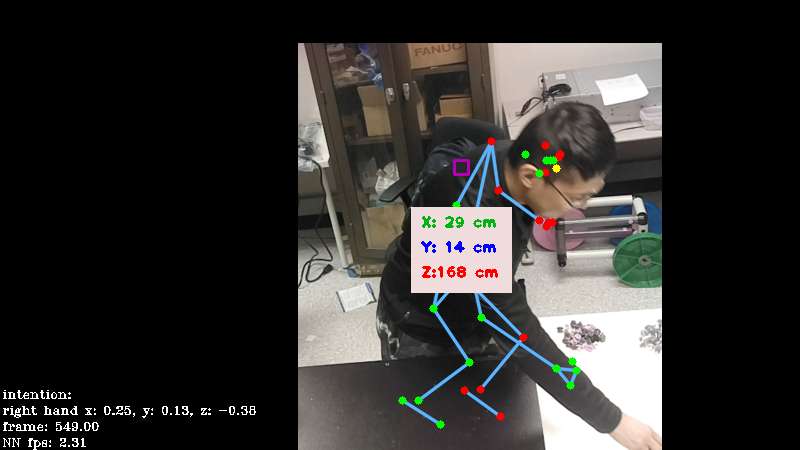 FANUC
X: 29 cm
Y: 14 cm
Z:168 cm
intention:
right hand x: 0.25, y: 0.13, z: -0.38
frame: 549.00
NN fps: 2.31